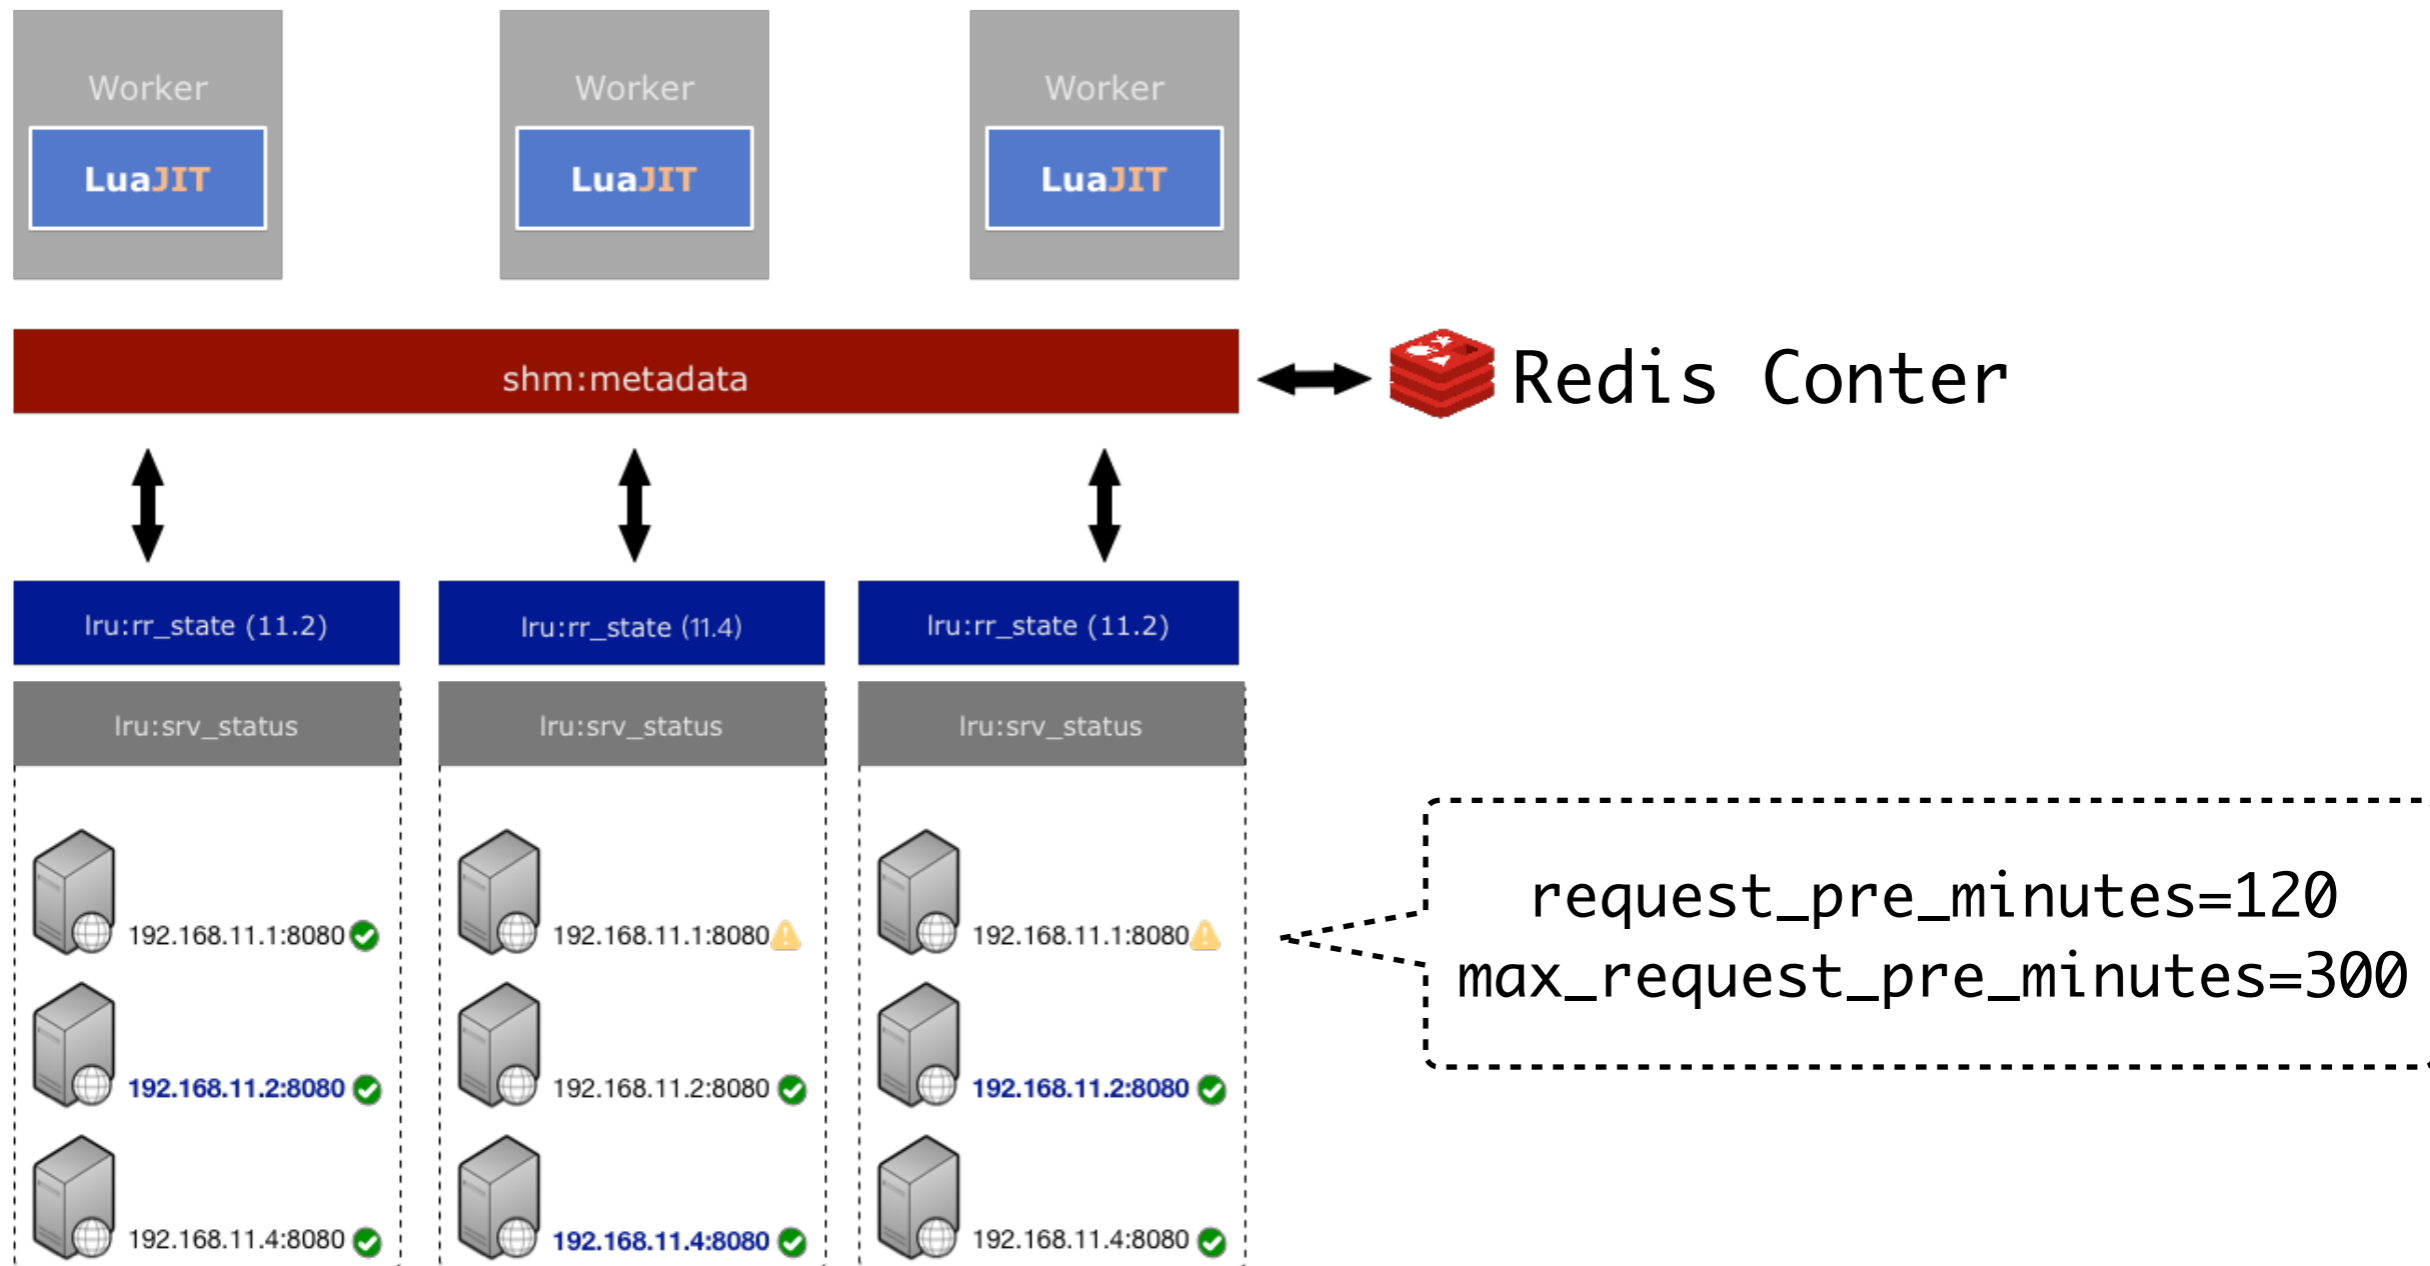 Worker
Worker
Worker
LuaJIT
LuaJIT
LuaJIT
shm:metadata
Redis Conter
lru:rr_state (11.2)
lru:rr_state (11.4)
lru:rr_state (11.2)
lru:srv_status
lru:srv_status
lru:srv_status
192.168.11.1:8080
192.168.11.1:8080
192.168.11.1:8080
192.168.11.2:8080
192.168.11.2:8080
192.168.11.2:8080
192.168.11.4:8080
192.168.11.4:8080
192.168.11.4:8080
request_pre_minutes=120
max_request_pre_minutes=300